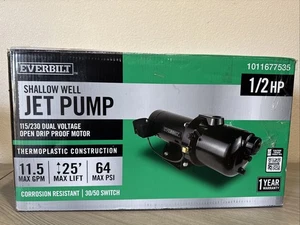 EVERBILT
1011677535
SHALLOW WELL
JET PUMP
1/2 HP
115/230 DUAL VOLTAGE
OPEN DRIP PROOF MOTOR
THERMOPLASTIC CONSTRUCTION
11.5 MAX GPM
25' MAX LIFT
64 MAX PSI
CORROSION RESISTANT | 30/50 SWITCH
1 YEAR
WARRANTY